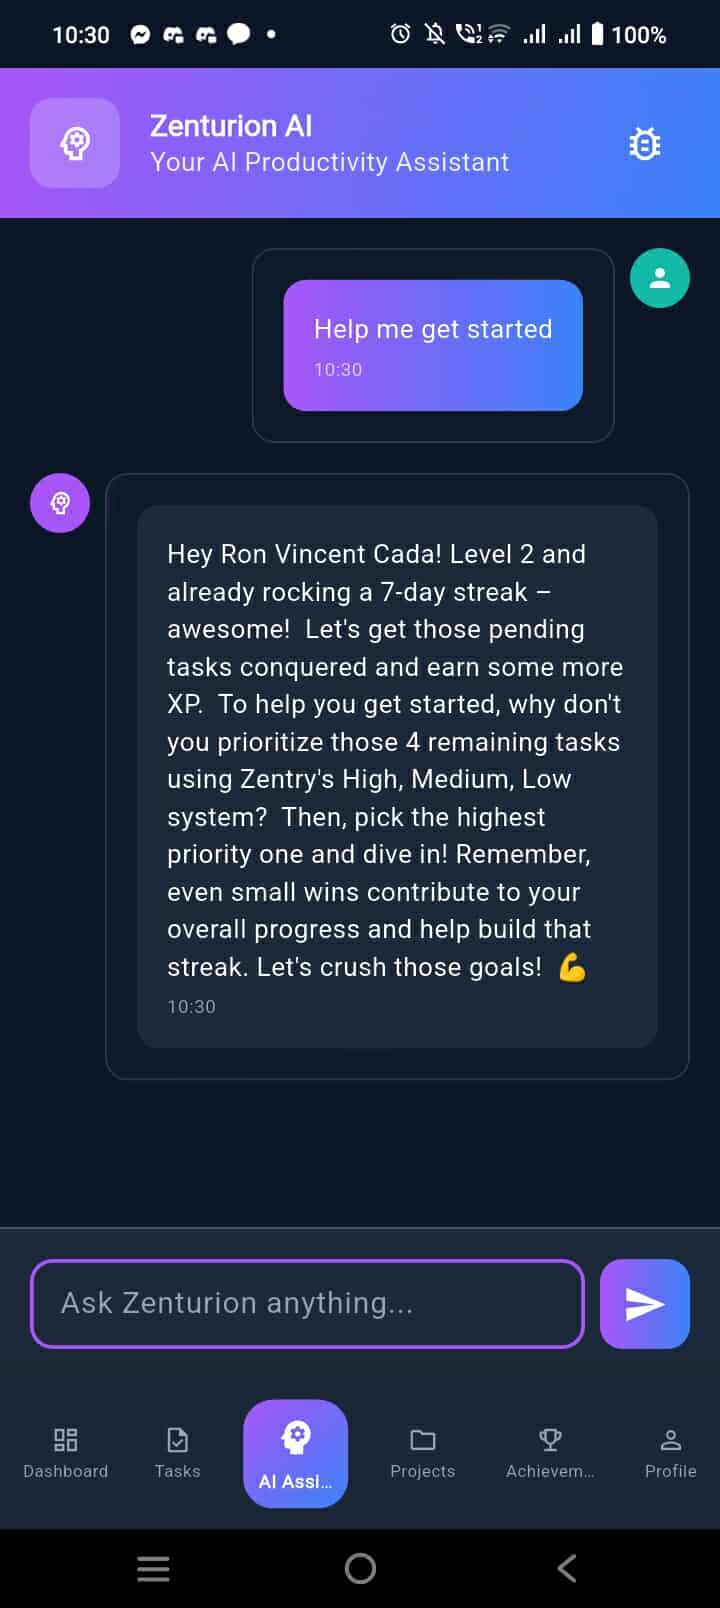 10:30
2
100%
Zenturion AI
Your AI Productivity Assistant
Help me get started
10:30
Hey Ron Vincent Cada! Level 2 and
already rocking a 7-day streak –
awesome!  Let's get those pending
tasks conquered and earn some more
XP.  To help you get started, why don't
you prioritize those 4 remaining tasks
using Zentry's High, Medium, Low
system?  Then, pick the highest
priority one and dive in! Remember,
even small wins contribute to your
overall progress and help build that
streak. Let's crush those goals!  💪
10:30
Ask Zenturion anything...
Dashboard
Tasks
AI Assi...
Projects
Achievem...
Profile